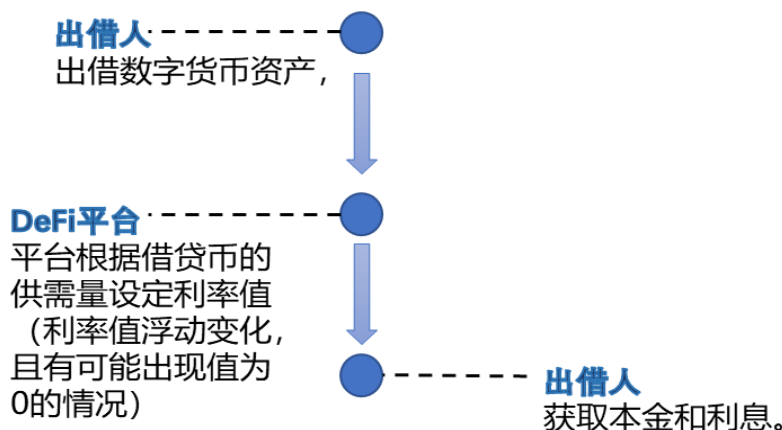 出借人
出借数字货币资产，
DeFi平台
平台根据借贷币的
供需量设定利率值
（利率值浮动变化，
且有可能出现值为
0的情况）
出借人
获取本金和利息。